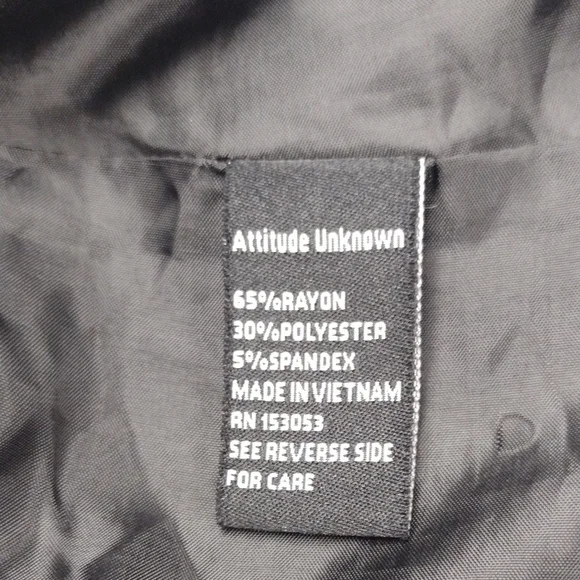 Attitude Unknown
65%RAYON
30%POLYESTER
5%SPANDEX
MADE IN VIETNAM
RN 153053
SEE REVERSE SIDE
FOR CARE